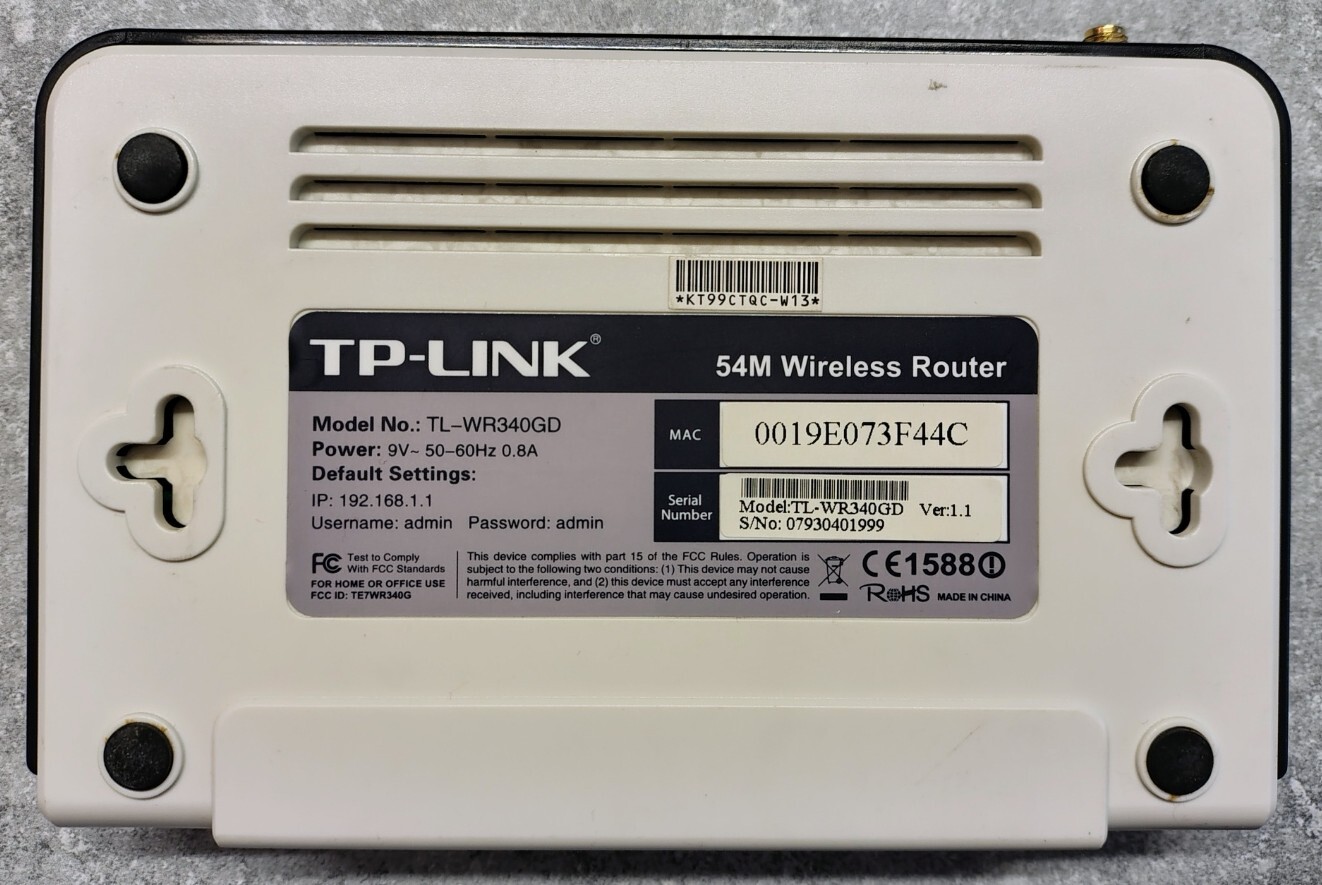 *KT99CTQC-W13*
TP-LINK®
54M Wireless Router
Model No.: TL-WR340GD
Power: 9V~ 50-60Hz 0.8A
Default Settings:
IP: 192.168.1.1
Username: admin Password: admin
MAC
0019E073F44C
Serial
Number
Model:TL-WR340GD Ver:1.1
S/No: 07930401999
FC Test to Comply
With FCC Standards
FOR HOME OR OFFICE USE
FCC ID: TE7WR340G
This device complies with part 15 of the FCC Rules. Operation is
subject to the following two conditions: (1) This device may not cause
harmful interference, and (2) this device must accept any interference
received, including interference that may cause undesired operation.
CE1588
RoHS MADE IN CHINA